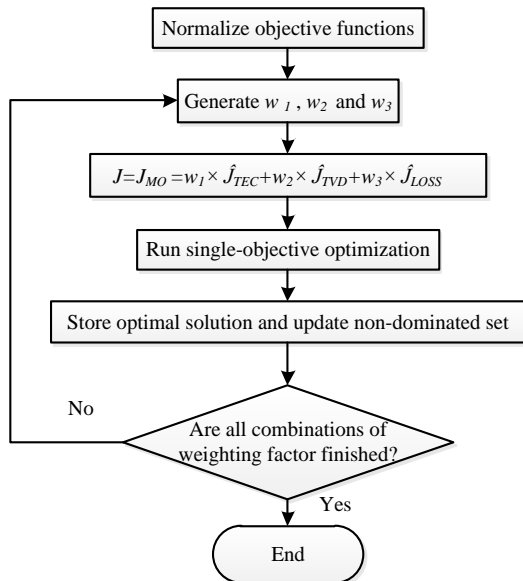 Normalize objective functions
Generate w 1 , w2 and w3
J=JMO =w1× ĴTEC+w2× ĴTVD+w3× ĴLOSS
Run single-objective optimization
Store optimal solution and update non-dominated set
No
Are all combinations of
weighting factor finished?
Yes
End